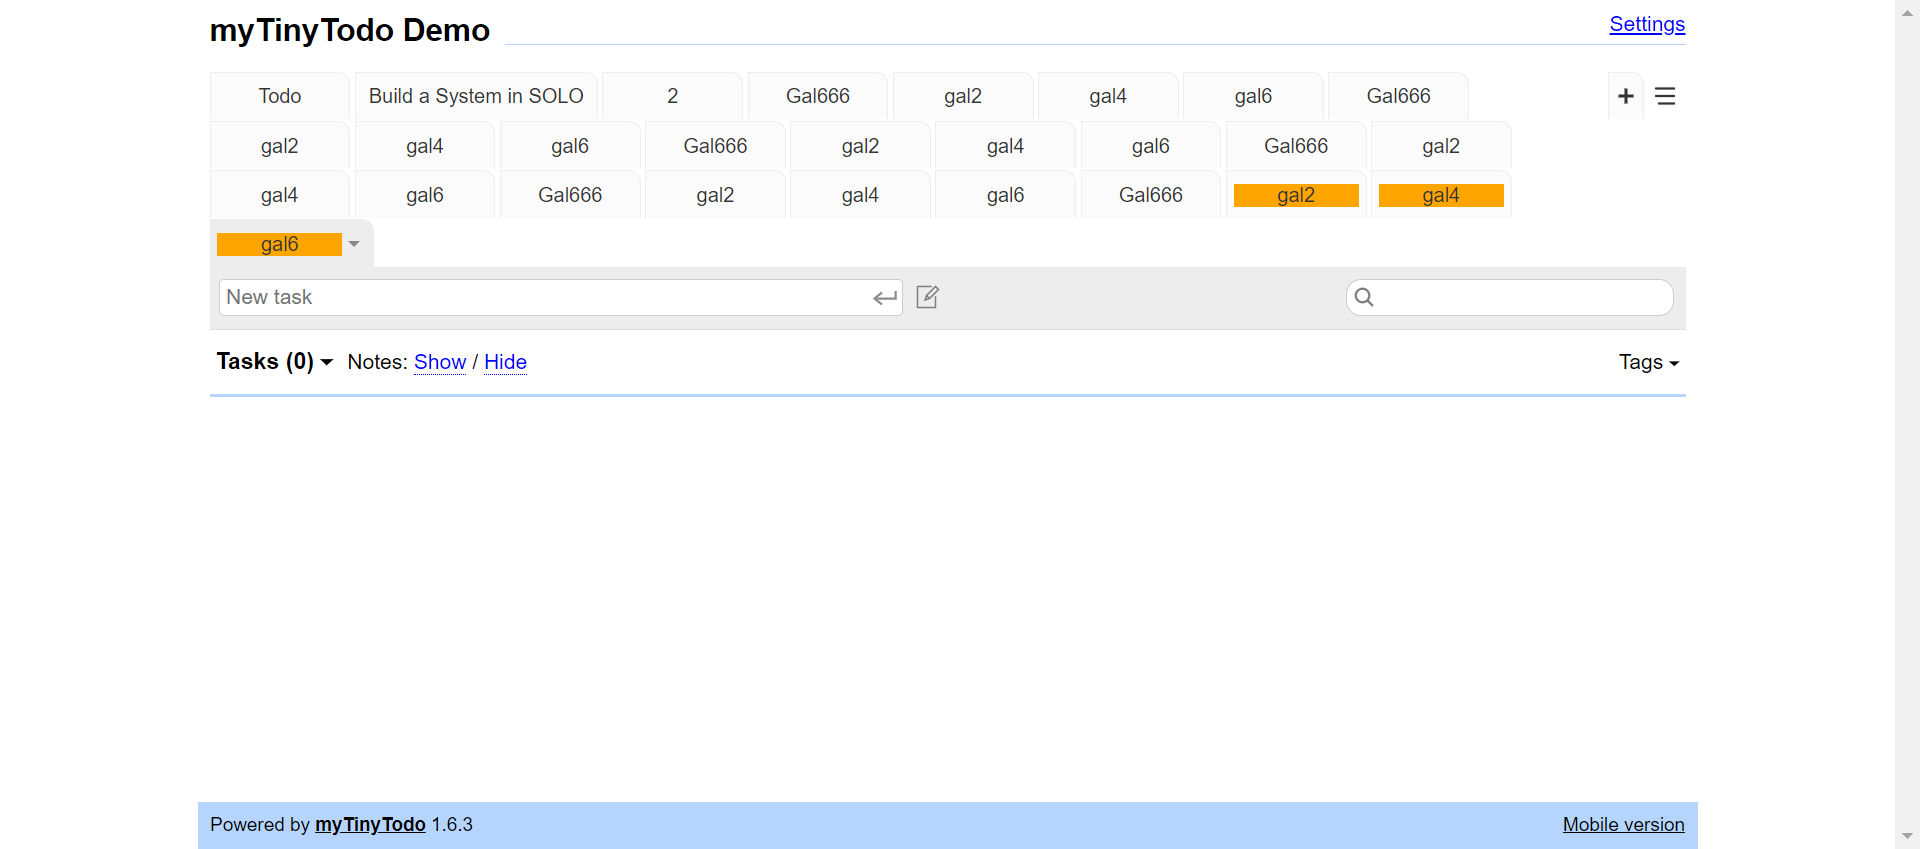 myTinyTodo Demo Settings
Todo Build a System in SOLO 2 Gal666 gal2 gal4 gal6 Gal666 +
gal2 gal4 gal6 Gal666 gal2 gal4 gal6 Gal666 gal2
gal4 gal6 Gal666 gal2 gal4 gal6 Gal666 gal2 gal4
gal6
New task
Tasks (0) Notes: Show / Hide Tags
Powered by myTinyTodo 1.6.3 Mobile version